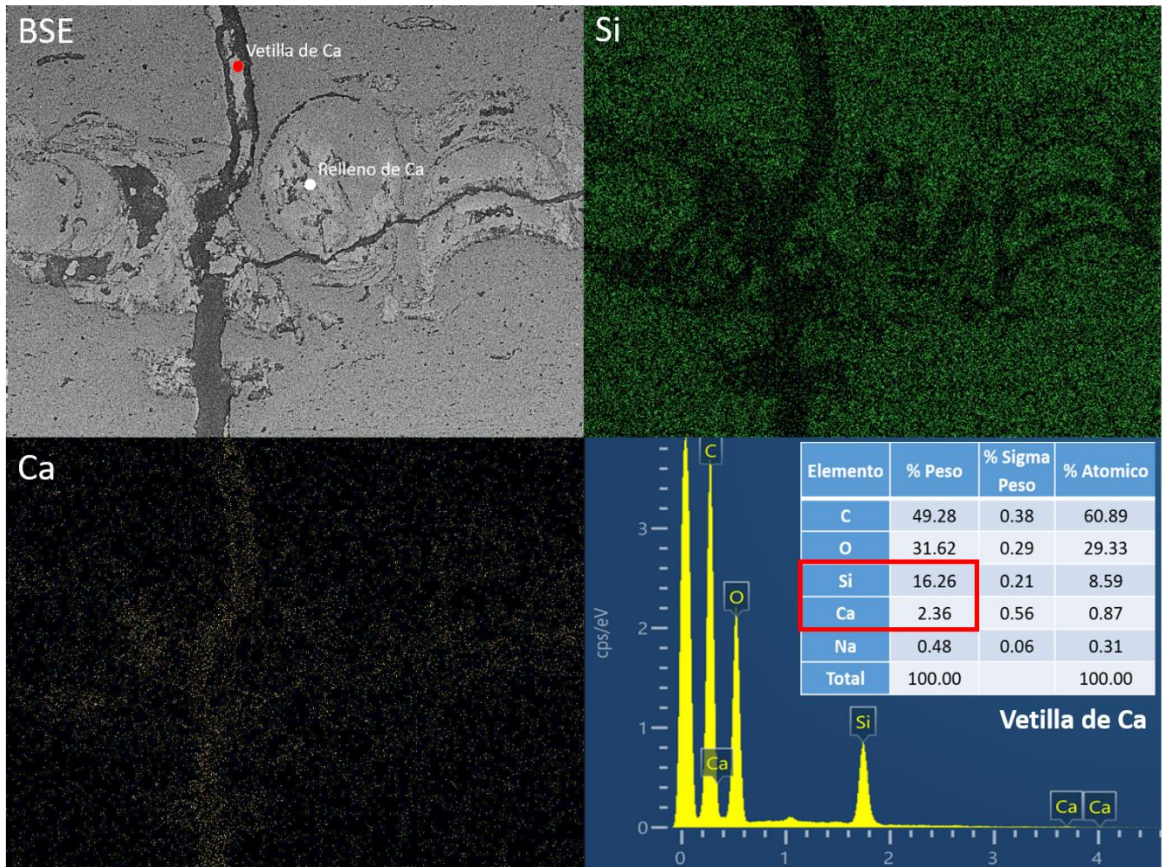 BSE
Vetilla de Ca
Relleno de Ca
Si
Ca
cps/eV
3
2
1
0
0 1 2 3 4
C
Ca
O
Si
Ca Ca
Elemento % Peso % Sigma Peso % Atomico
C 49.28 0.38 60.89
O 31.62 0.29 29.33
Si 16.26 0.21 8.59
Ca 2.36 0.56 0.87
Na 0.48 0.06 0.31
Total 100.00 100.00
Vetilla de Ca